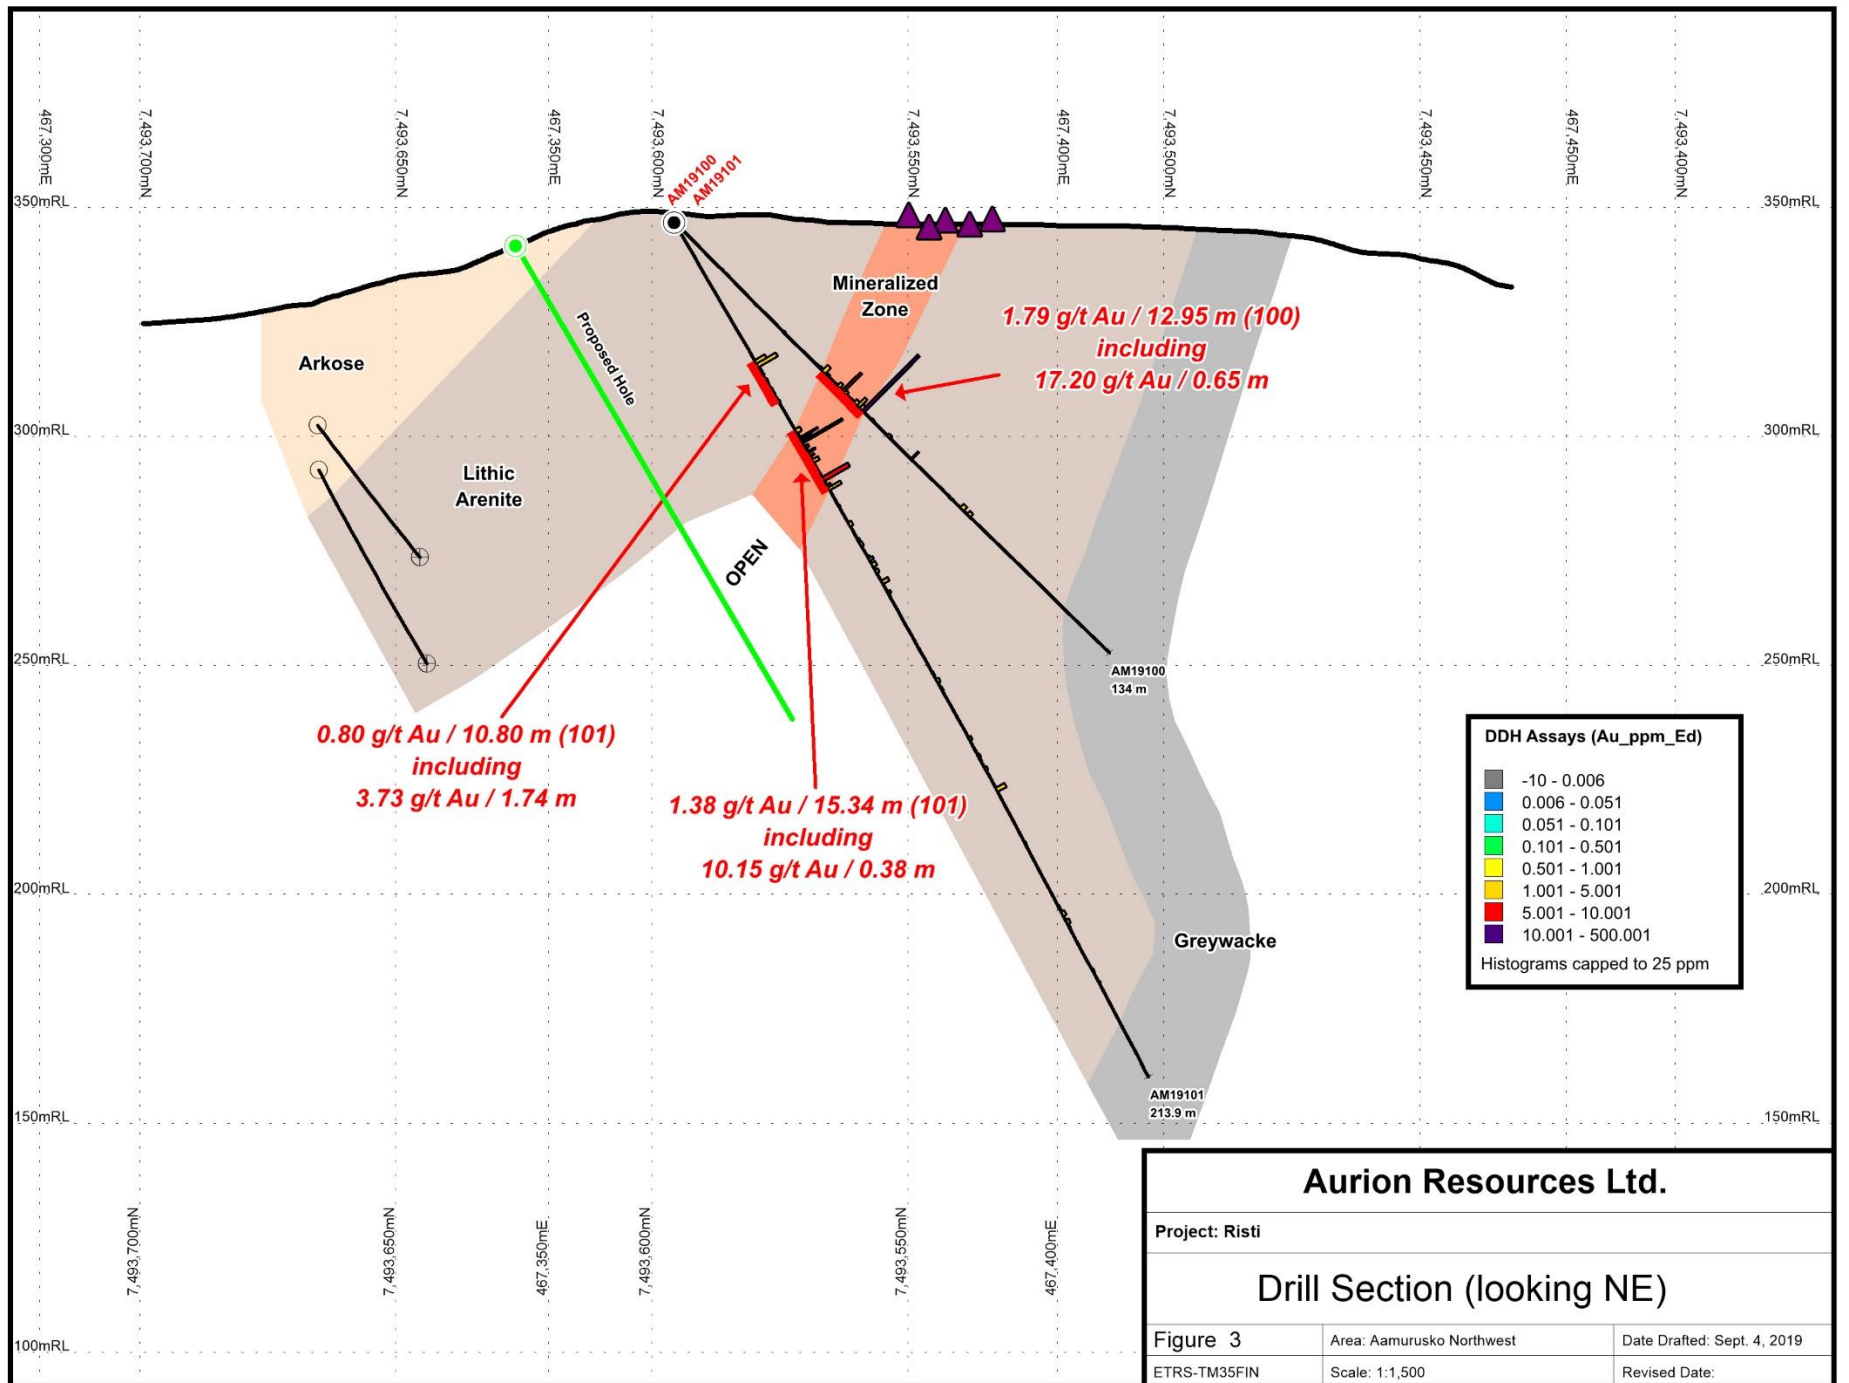 467,300mE
7,493,700mN
7,493,650mN
467,350mE
7,493,600mN
7,493,550mN
467,400mE
7,493,500mN
7,493,450mN
467,450mE
7,493,400mN
AM19100
AM19101
350mRL
350mRL
Mineralized
Zone
1.79 g/t Au / 12.95 m (100)
including
17.20 g/t Au / 0.65 m
Proposed Hole
Arkose
300mRL
300mRL
Lithic
Arenite
OPEN
250mRL
250mRL
AM19100
134 m
0.80 g/t Au / 10.80 m (101)
including
3.73 g/t Au / 1.74 m
1.38 g/t Au / 15.34 m (101)
including
10.15 g/t Au / 0.38 m
DDH Assays (Au_ppm_Ed)
-10 - 0.006
0.006 - 0.051
0.051 - 0.101
0.101 - 0.501
0.501 - 1.001
1.001 - 5.001
5.001 - 10.001
10.001 - 500.001
Histograms capped to 25 ppm
200mRL
200mRL
Greywacke
AM19101
213.9 m
150mRL
150mRL
7,493,700mN
7,493,650mN
467,350mE
7,493,600mN
7,493,550mN
467,400mE
100mRL
Aurion Resources Ltd.
Project: Risti
Drill Section (looking NE)
Figure 3
Area: Aamurusko Northwest
Date Drafted: Sept. 4, 2019
ETRS-TM35FIN
Scale: 1:1,500
Revised Date: